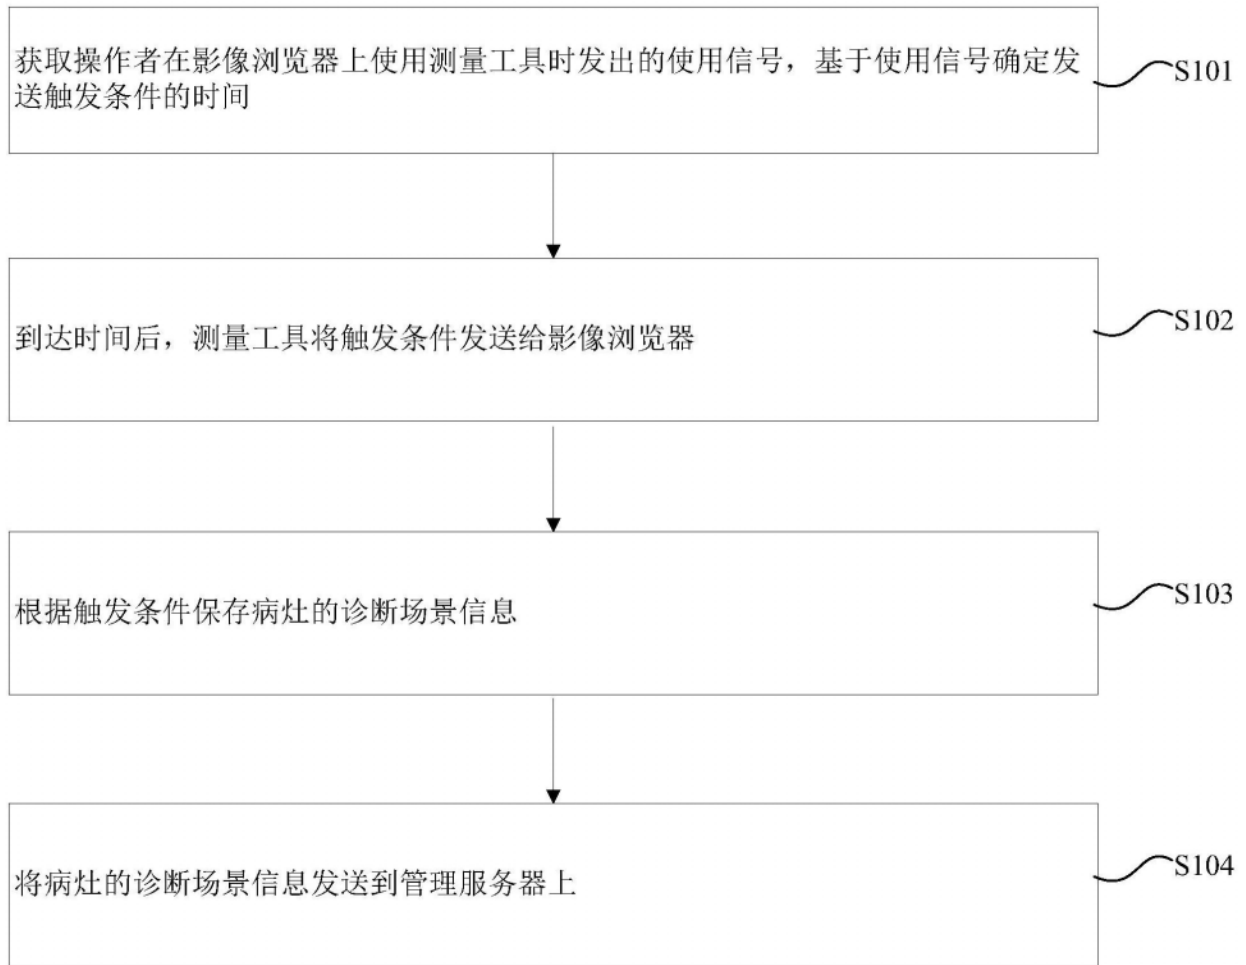 获取操作者在影像浏览器上使用测量工具时发出的使用信号，基于使用信号确定发
送触发条件的时间
S101
到达时间后，测量工具将触发条件发送给影像浏览器
S102
根据触发条件保存病灶的诊断场景信息
S103
将病灶的诊断场景信息发送到管理服务器上
S104